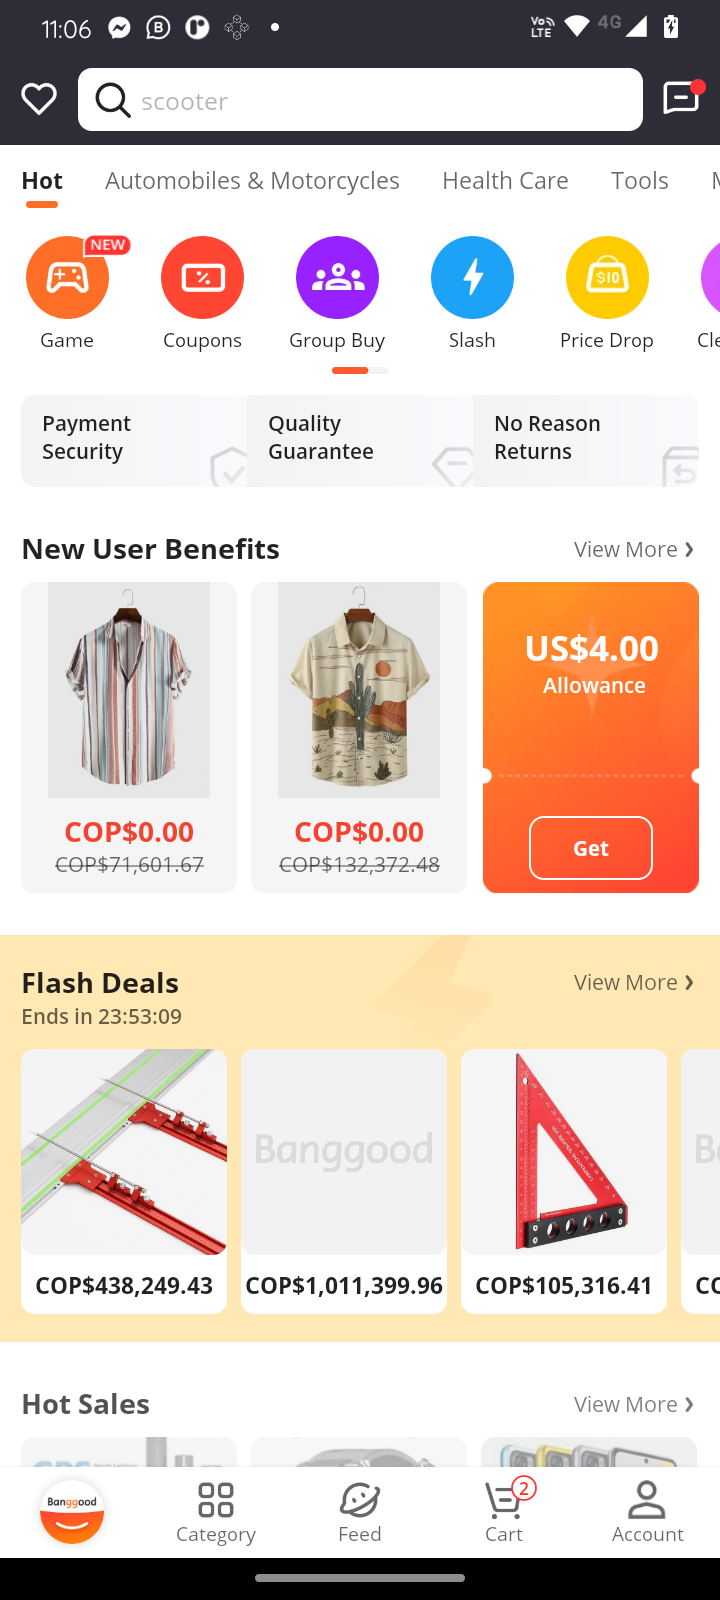 11:06
Vo
LTE
4G
scooter
Hot Automobiles & Motorcycles Health Care Tools
NEW
$10
Game Coupons Group Buy Slash Price Drop Cle
Payment Security
Quality Guarantee
No Reason Returns
New User Benefits View More
US$4.00
Allowance
COP$0.00 COP$0.00
COP$71,601.67 COP$132,372.48
Get
Flash Deals View More
Ends in 23:53:09
Banggood
COP$438,249.43 COP$1,011,399.96 COP$105,316.41 CO
Hot Sales View More
Banggood
2
Category Feed Cart Account